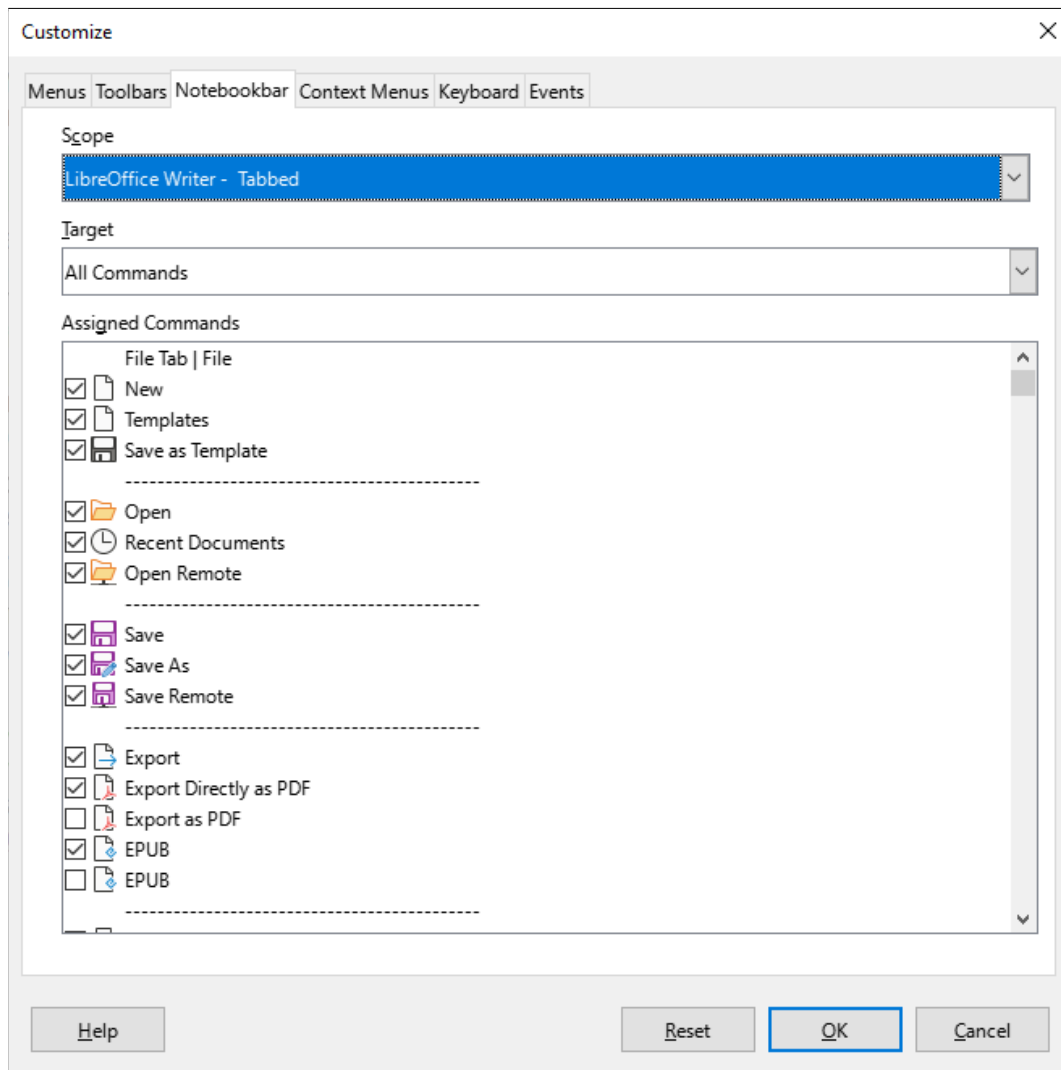 Customize
Menus Toolbars Notebookbar Context Menus Keyboard Events
Scope
LibreOffice Writer -  Tabbed
Target
All Commands
Assigned Commands
File Tab | File
New
Templates
Save as Template
--------------------------------------------
Open
Recent Documents
Open Remote
--------------------------------------------
Save
Save As
Save Remote
--------------------------------------------
Export
Export Directly as PDF
Export as PDF
EPUB
EPUB
--------------------------------------------
Help Reset OK Cancel